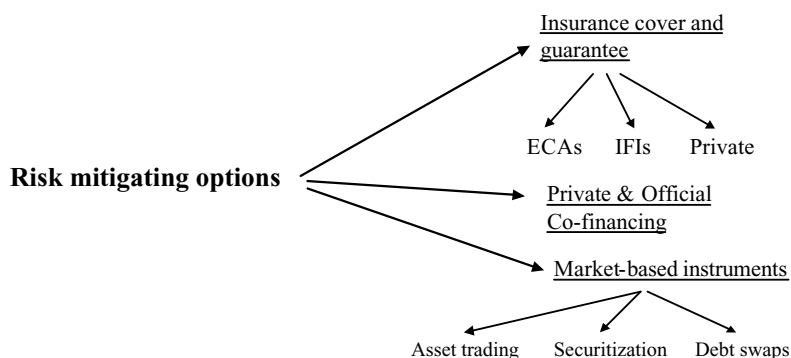 Insurance cover and
guarantee
ECAs IFIs Private
Risk mitigating options
Private & Official
Co-financing
Market-based instruments
Asset trading Securitization Debt swaps